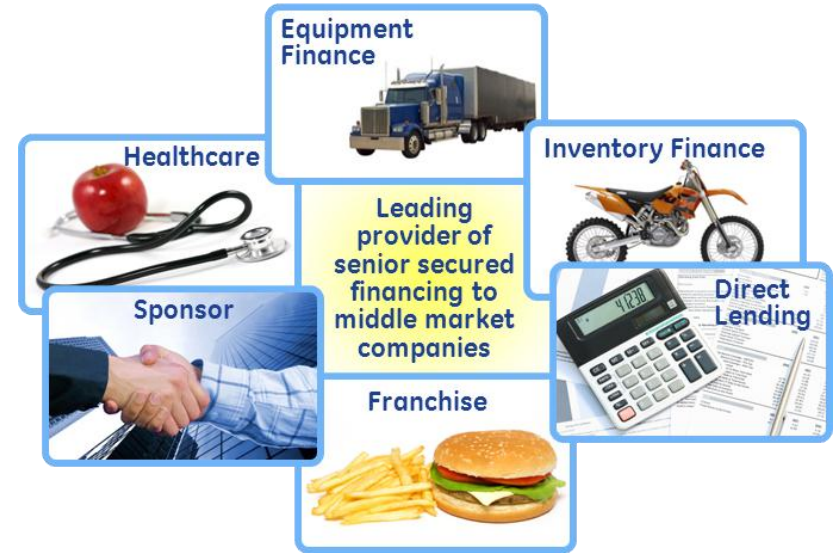 Equipment
Finance
Healthcare
Inventory Finance
Leading
provider of
senior secured
financing to
middle market
companies
Sponsor
Direct
Lending
41238
Franchise